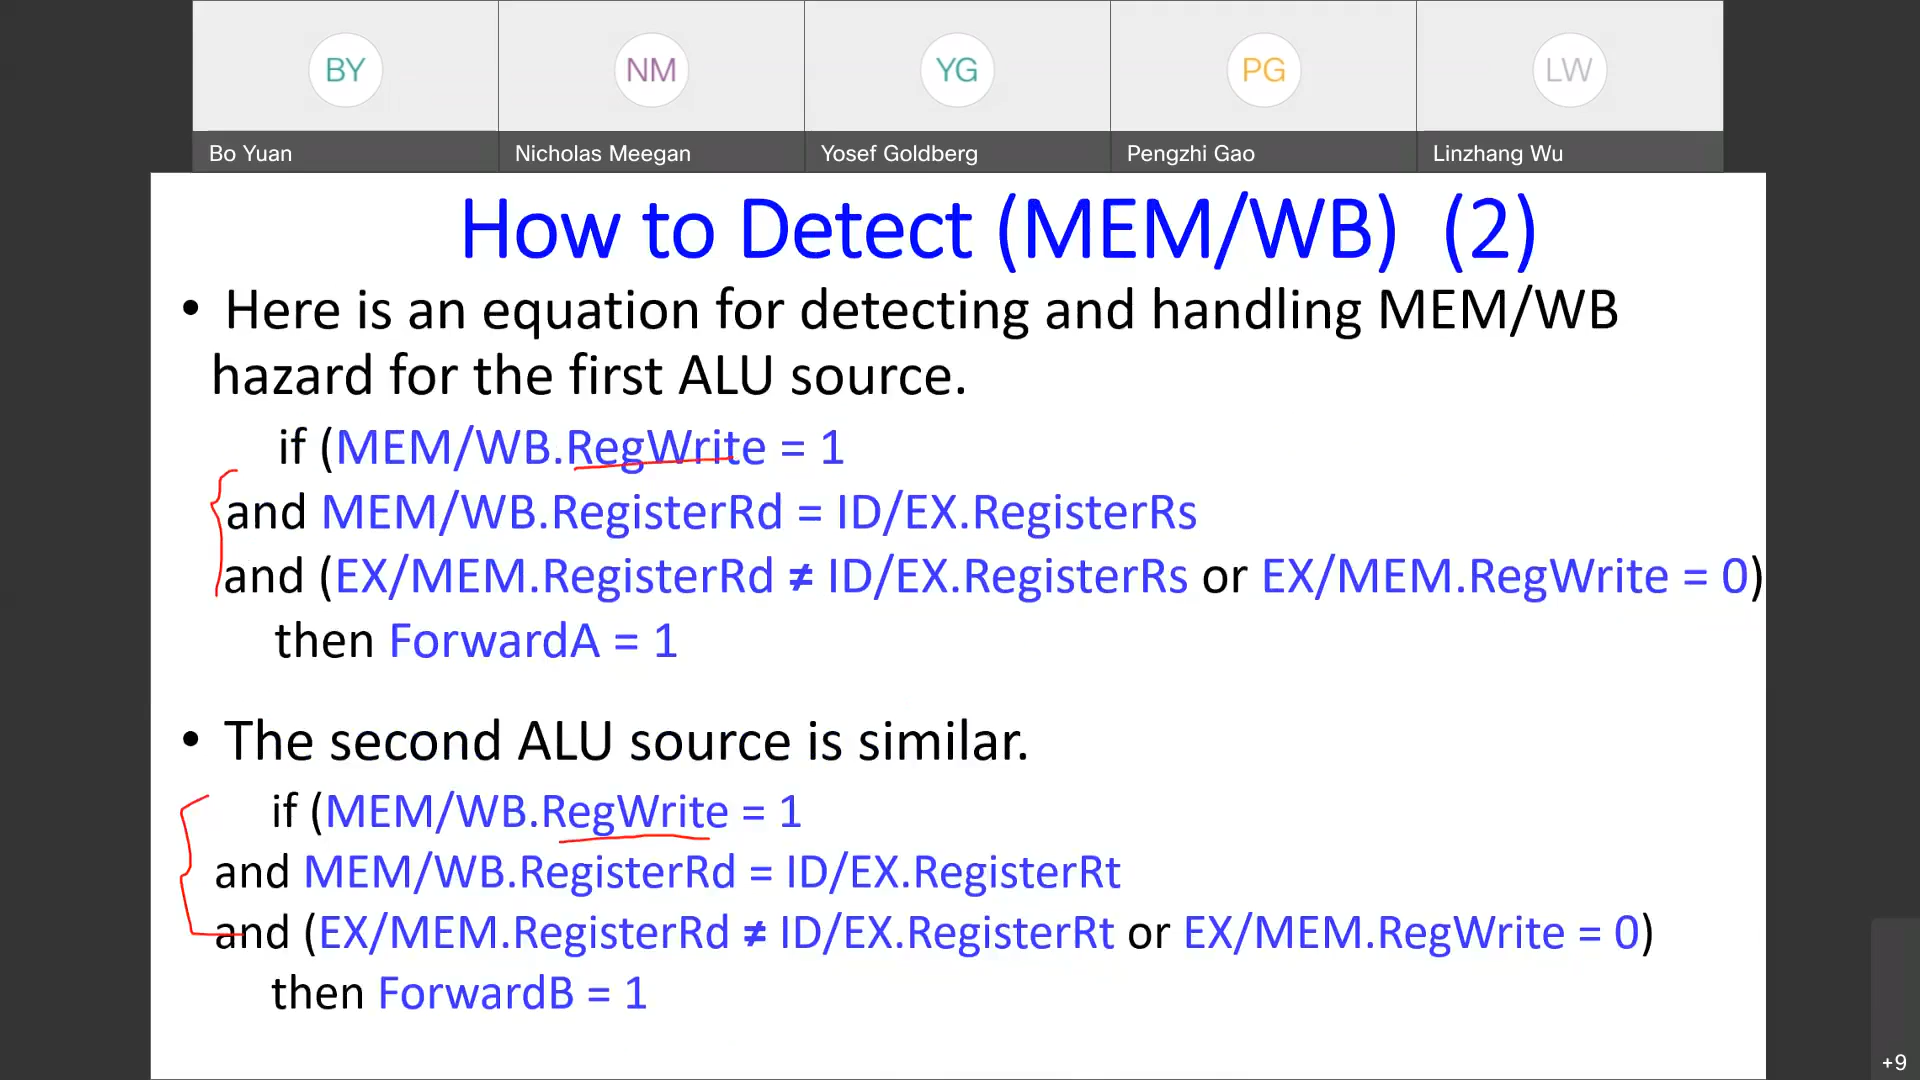 BY NM YG PG LW
Bo Yuan Nicholas Meegan Yosef Goldberg Pengzhi Gao Linzhang Wu
How to Detect (MEM/WB) (2)
• Here is an equation for detecting and handling MEM/WB
hazard for the first ALU source.
if (MEM/WB.RegWrite = 1
and MEM/WB.RegisterRd = ID/EX.RegisterRs
and (EX/MEM.RegisterRd ≠ ID/EX.RegisterRs or EX/MEM.RegWrite = 0)
then ForwardA = 1
• The second ALU source is similar.
if (MEM/WB.RegWrite = 1
and MEM/WB.RegisterRd = ID/EX.RegisterRt
and (EX/MEM.RegisterRd ≠ ID/EX.RegisterRt or EX/MEM.RegWrite = 0)
then ForwardB = 1
+9